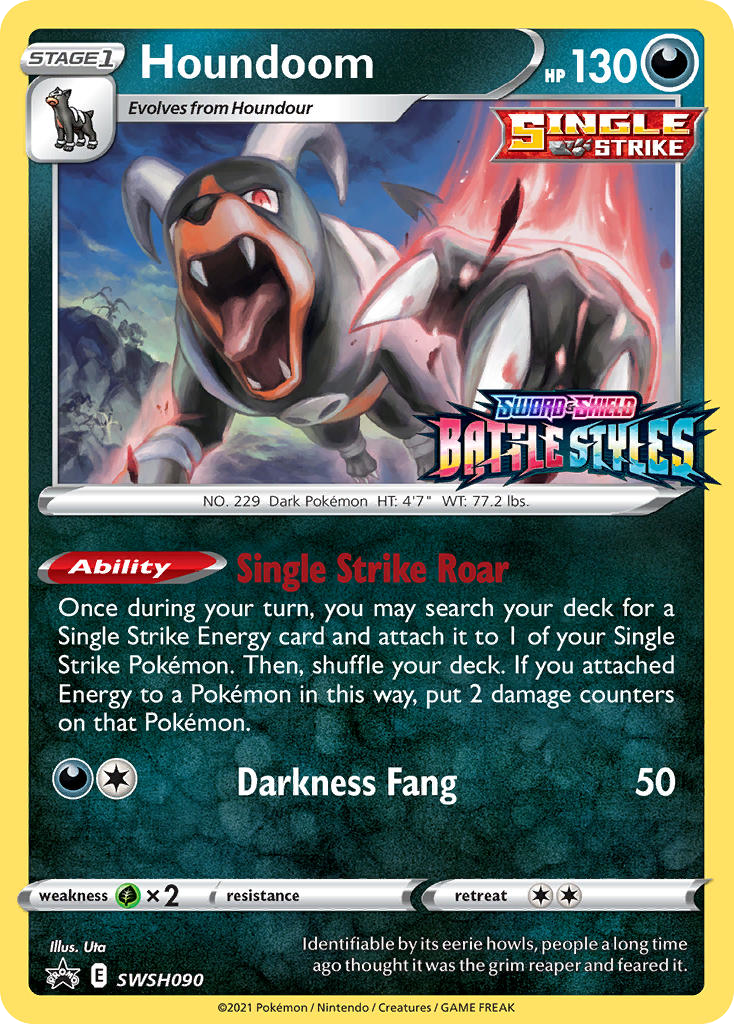 STAGE 1
Houndoom
HP 130
Evolves from Houndour
SINGLE
STRIKE
SWORD & SHIELD
BATTLE STYLES
NO. 229 Dark Pokémon HT: 4'7" WT: 77.2 lbs.
Ability Single Strike Roar
Once during your turn, you may search your deck for a
Single Strike Energy card and attach it to 1 of your Single
Strike Pokémon. Then, shuffle your deck. If you attached
Energy to a Pokémon in this way, put 2 damage counters
on that Pokémon.
Darkness Fang 50
weakness ×2 resistance retreat
Illus. Uta
Identifiable by its eerie howls, people a long time
ago thought it was the grim reaper and feared it.
PROMO E SWSH090
©2021 Pokémon / Nintendo / Creatures / GAME FREAK